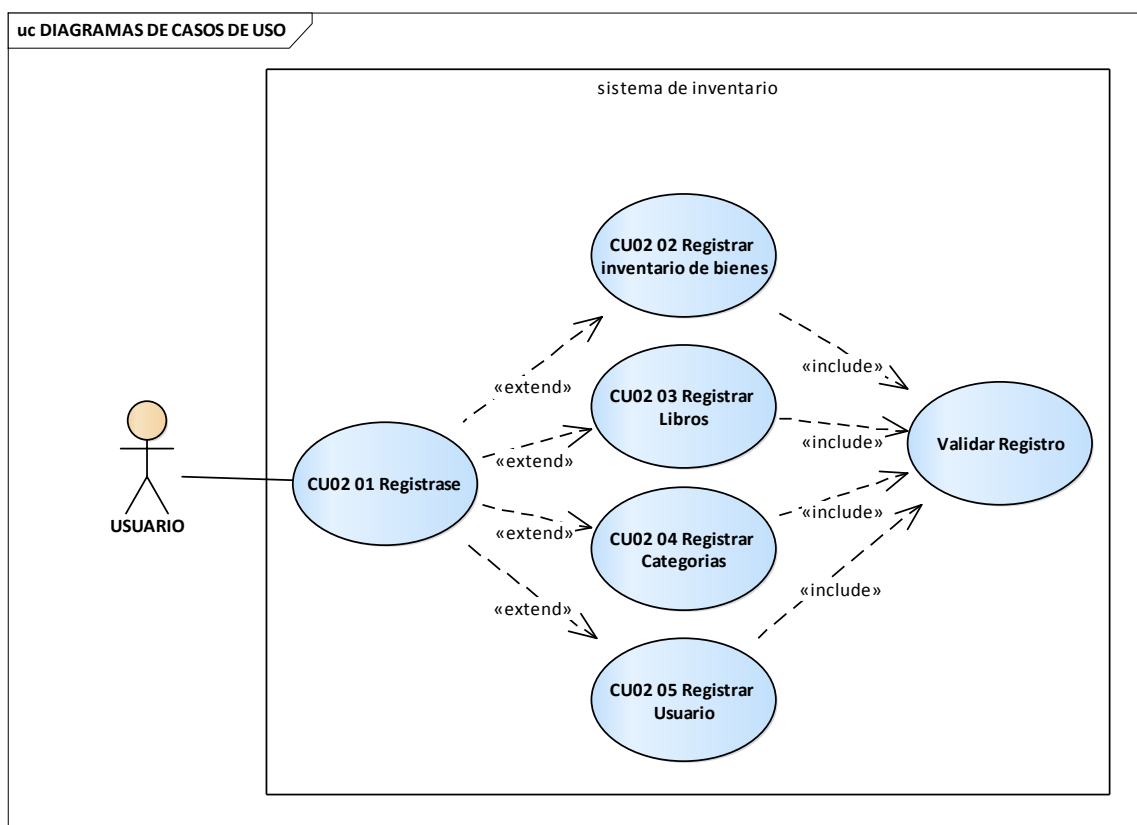 uc DIAGRAMAS DE CASOS DE USO
sistema de inventario
CU02 02 Registrar
inventario de bienes
«include»
«extend»
CU02 03 Registrar
Libros
«include»
Validar Registro
«extend»
CU02 01 Registrase
USUARIO
CU02 04 Registrar
Categorias
«include»
«extend»
«include»
«extend»
CU02 05 Registrar
Usuario